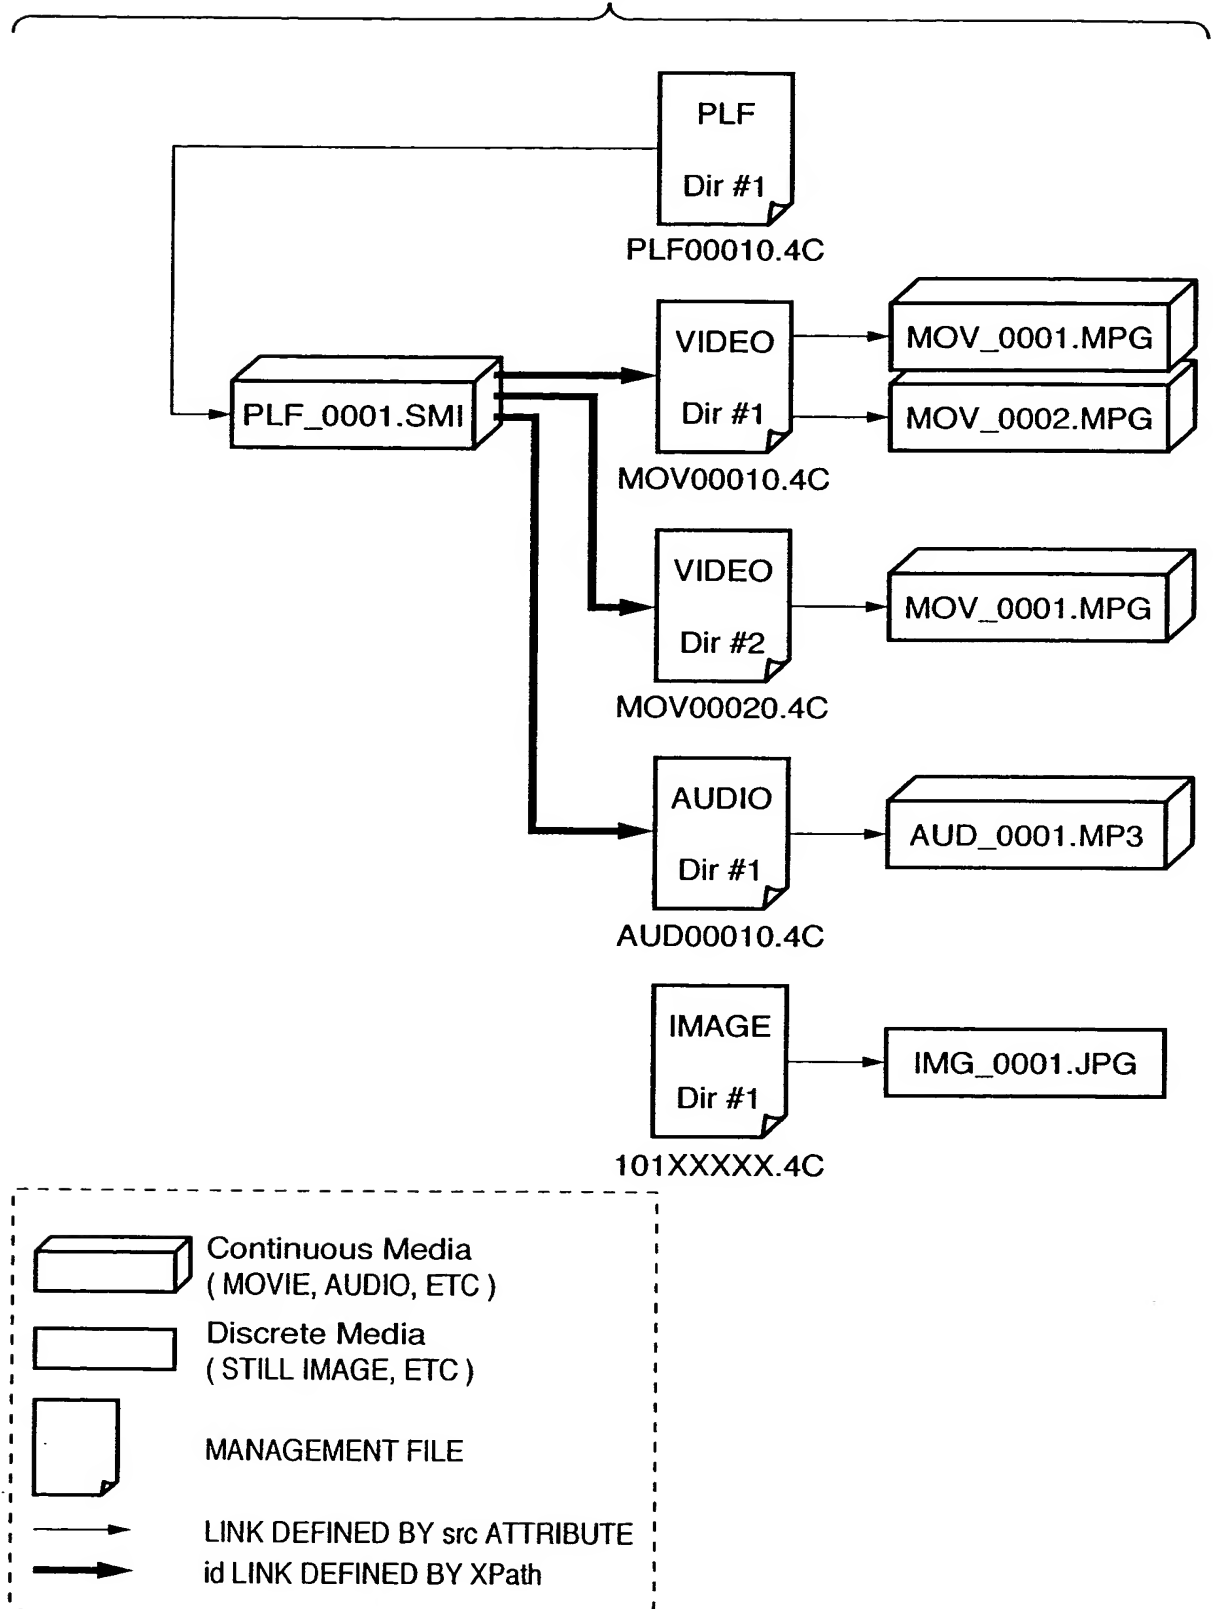 PLF
Dir #1
PLF00010.4C
VIDEO
Dir #1
MOV00010.4C
MOV_0001.MPG
MOV_0002.MPG
PLF_0001.SMI
VIDEO
Dir #2
MOV00020.4C
MOV_0001.MPG
AUDIO
Dir #1
AUD00010.4C
AUD_0001.MP3
IMAGE
Dir #1
101XXXXX.4C
IMG_0001.JPG
Continuous Media
( MOVIE, AUDIO, ETC )
Discrete Media
( STILL IMAGE, ETC )
MANAGEMENT FILE
LINK DEFINED BY src ATTRIBUTE
id LINK DEFINED BY XPath